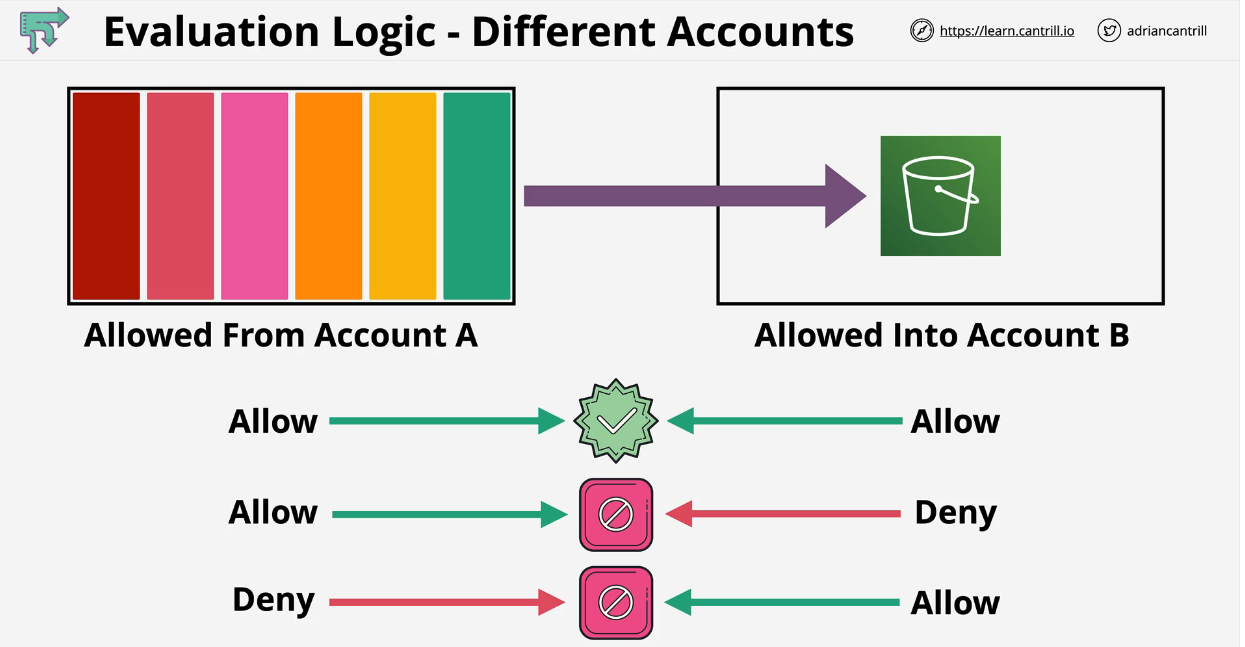 Evaluation Logic - Different Accounts
https://learn.cantrill.io
adriancantrill
Allowed From Account A
Allowed Into Account B
Allow
Allow
Allow
Deny
Deny
Allow